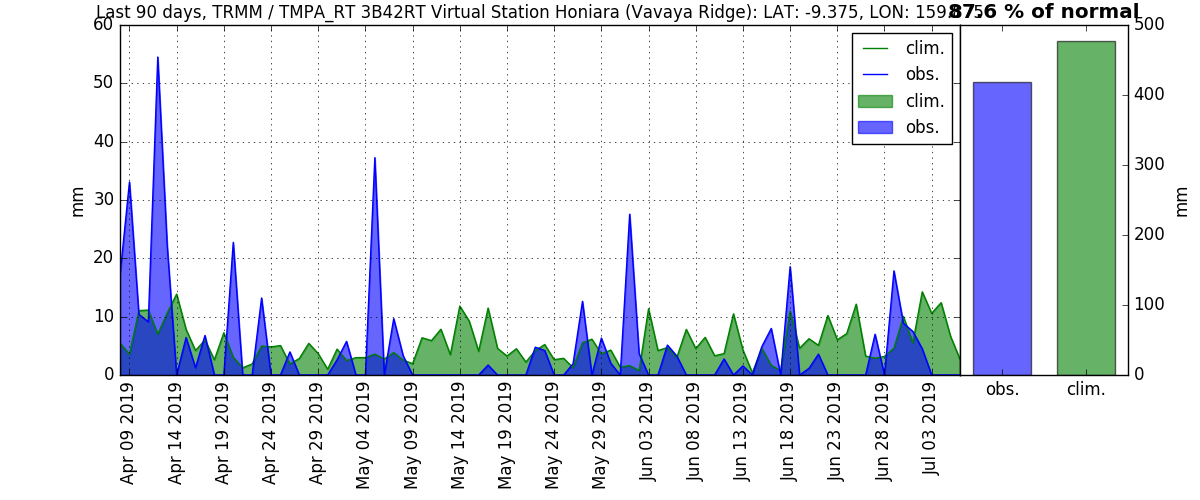 Last 90 days, TRMM / TMPA_RT 3B42RT Virtual Station Honiara (Vavaya Ridge): LAT: -9.375, LON: 159
87.6 % of normal
60
50
40
30
20
10
0
mm
clim.
obs.
clim.
obs.
500
400
300
200
100
0
mm
obs.
clim.
Apr 09 2019
Apr 14 2019
Apr 19 2019
Apr 24 2019
Apr 29 2019
May 04 2019
May 09 2019
May 14 2019
May 19 2019
May 24 2019
May 29 2019
Jun 03 2019
Jun 08 2019
Jun 13 2019
Jun 18 2019
Jun 23 2019
Jun 28 2019
Jul 03 2019